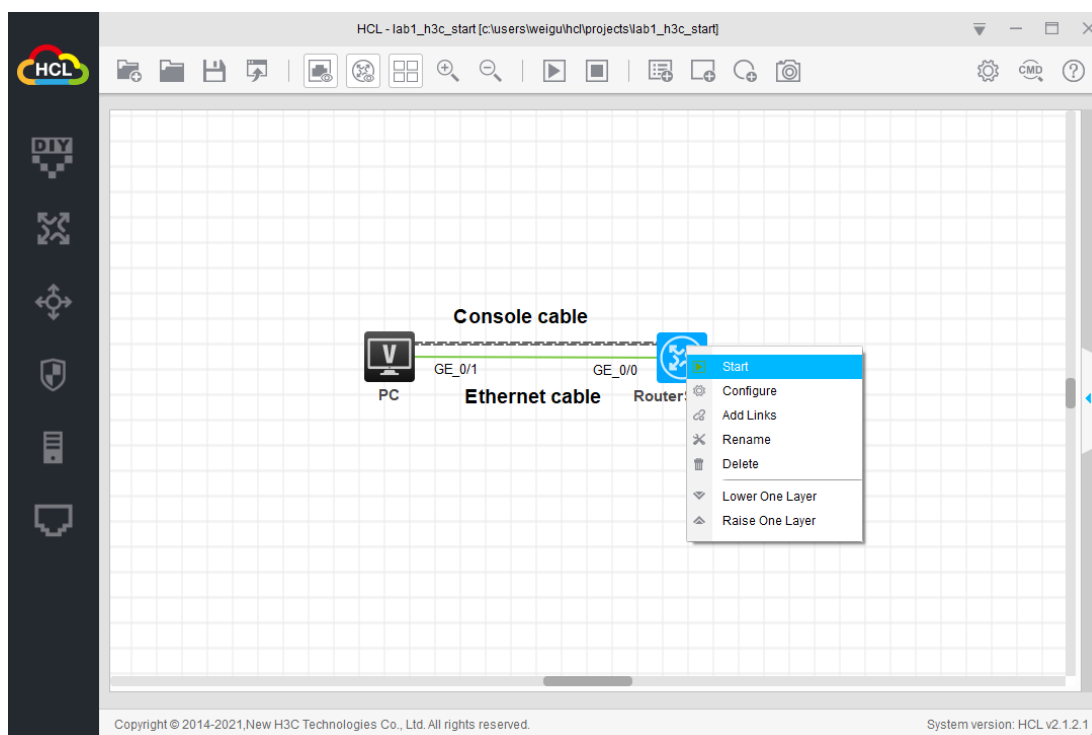 HCL - lab1_h3c_start [c:\users\weigu\hcl\projects\lab1_h3c_start]
HCL
CMD
DIY
Console cable
V
GE_0/1
GE_0/0
PC
Ethernet cable
Start
Configure
Add Links
Rename
Delete
Lower One Layer
Raise One Layer
Copyright © 2014-2021,New H3C Technologies Co., Ltd. All rights reserved.
System version: HCL v2.1.2.1